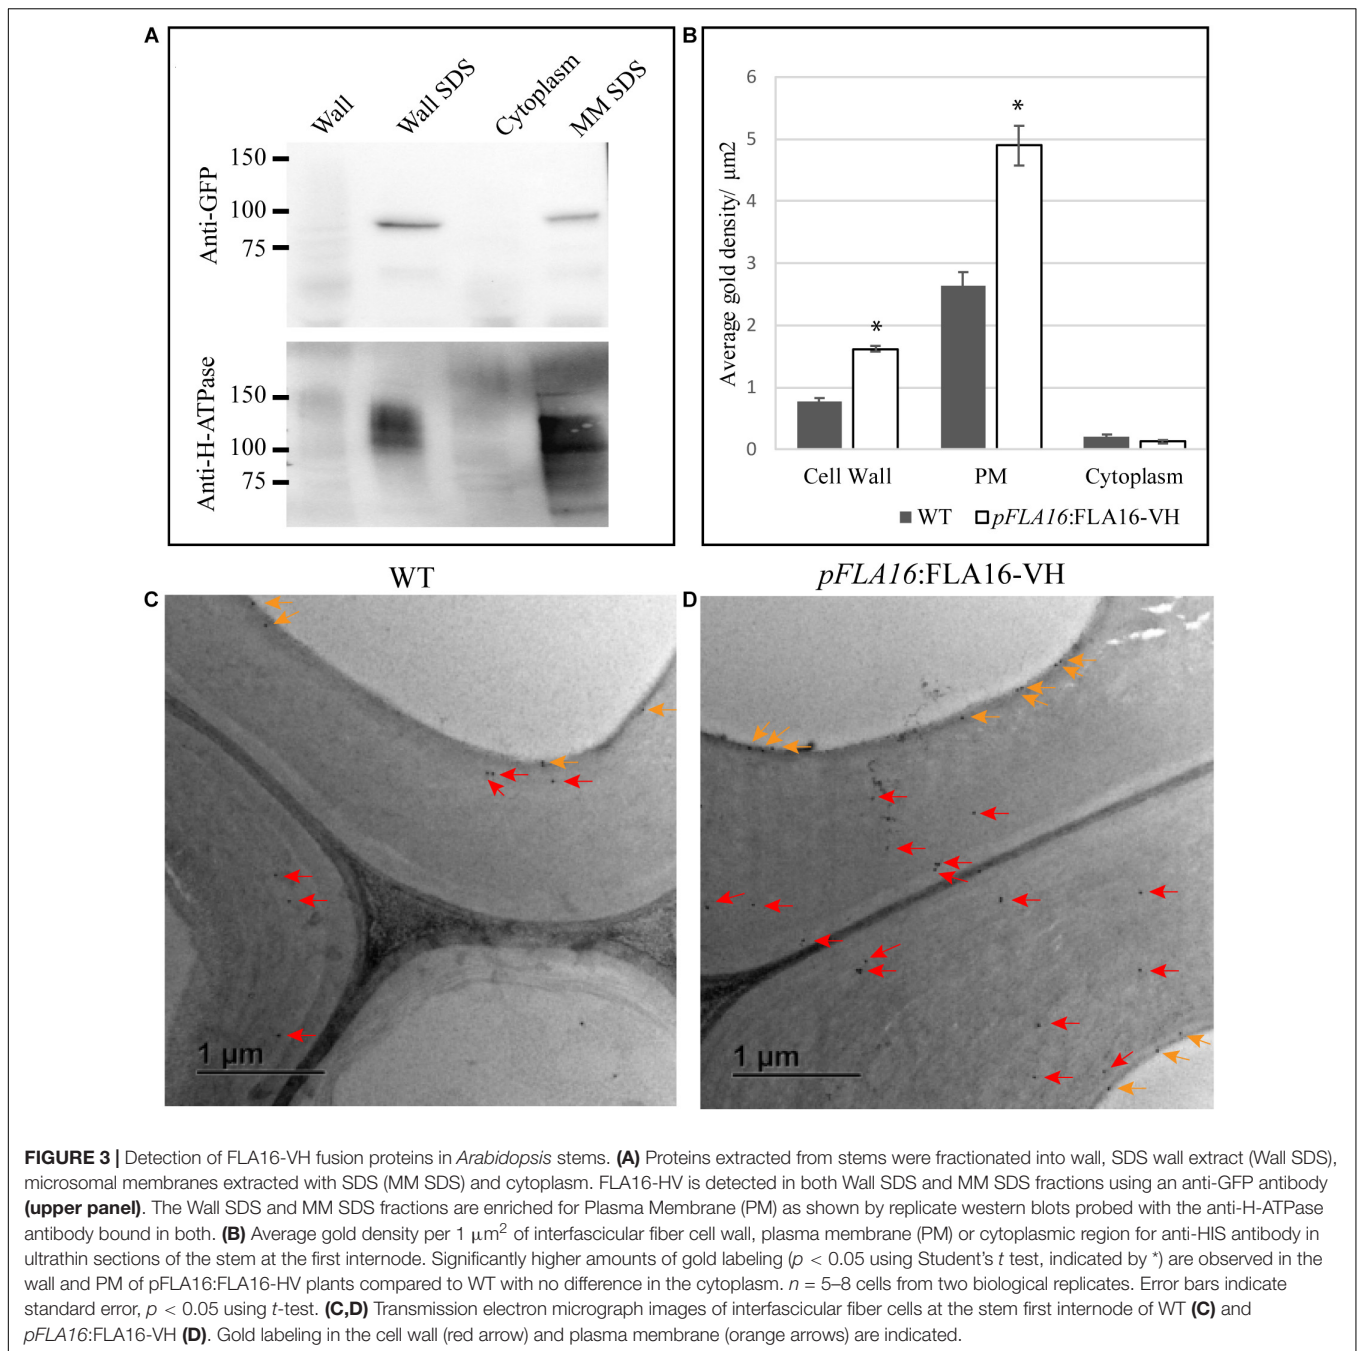 A
Wall
Wall SDS
Cytoplasm
MM SDS
Anti-GFP
150
100
75
Anti-H-ATPase
150
100
75
B
Average gold density/ μm2
6
5
4
3
2
1
0
*
*
Cell Wall
PM
Cytoplasm
WT
pFLA16:FLA16-VH
WT
C
1 μm
pFLA16:FLA16-VH
D
1 μm
FIGURE 3 | Detection of FLA16-VH fusion proteins in Arabidopsis stems. (A) Proteins extracted from stems were fractionated into wall, SDS wall extract (Wall SDS),
microsomal membranes extracted with SDS (MM SDS) and cytoplasm. FLA16-HV is detected in both Wall SDS and MM SDS fractions using an anti-GFP antibody
(upper panel). The Wall SDS and MM SDS fractions are enriched for Plasma Membrane (PM) as shown by replicate western blots probed with the anti-H-ATPase
antibody bound in both. (B) Average gold density per 1 μm² of interfascicular fiber cell wall, plasma membrane (PM) or cytoplasmic region for anti-HIS antibody in
ultrathin sections of the stem at the first internode. Significantly higher amounts of gold labeling (p < 0.05 using Student's t test, indicated by *) are observed in the
wall and PM of pFLA16:FLA16-HV plants compared to WT with no difference in the cytoplasm. n = 5–8 cells from two biological replicates. Error bars indicate
standard error, p < 0.05 using t-test. (C,D) Transmission electron micrograph images of interfascicular fiber cells at the stem first internode of WT (C) and
pFLA16:FLA16-VH (D). Gold labeling in the cell wall (red arrow) and plasma membrane (orange arrows) are indicated.